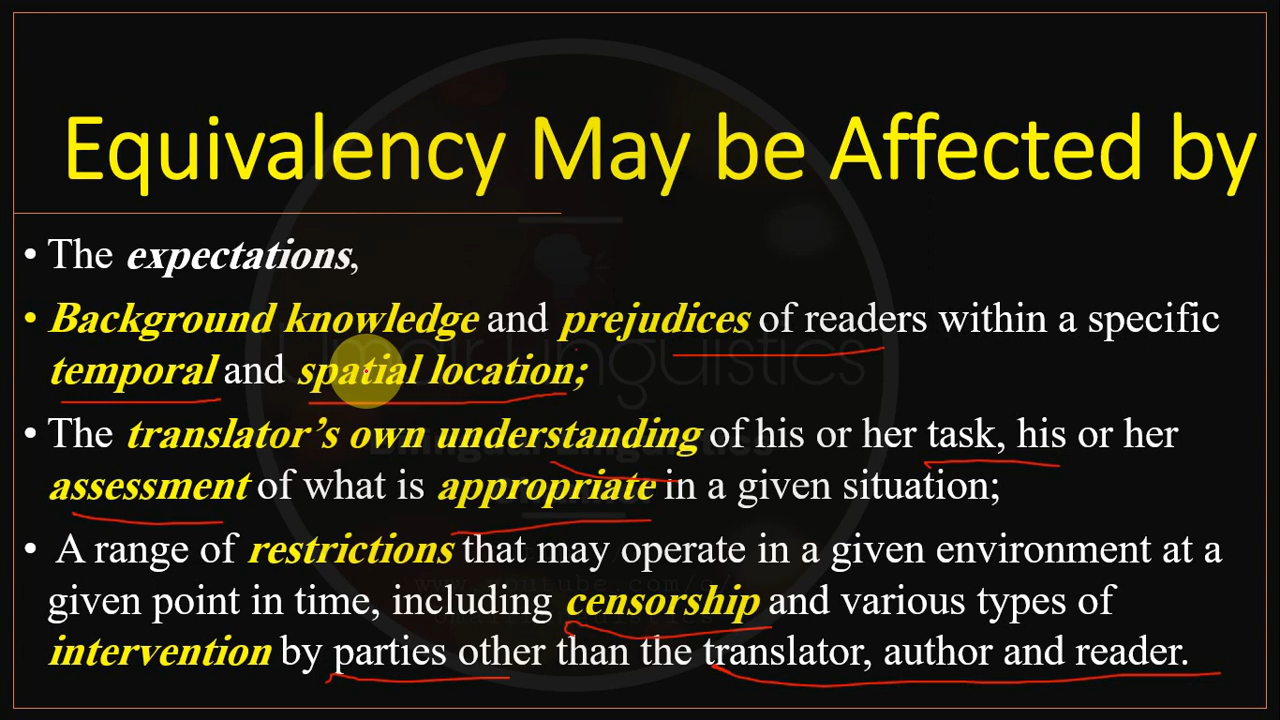 Equivalency May be Affected by
• The expectations,
• Background knowledge and prejudices of readers within a specific
temporal and spatial location;
• The translator’s own understanding of his or her task, his or her
assessment of what is appropriate in a given situation;
• A range of restrictions that may operate in a given environment at a
given point in time, including censorship and various types of
intervention by parties other than the translator, author and reader.